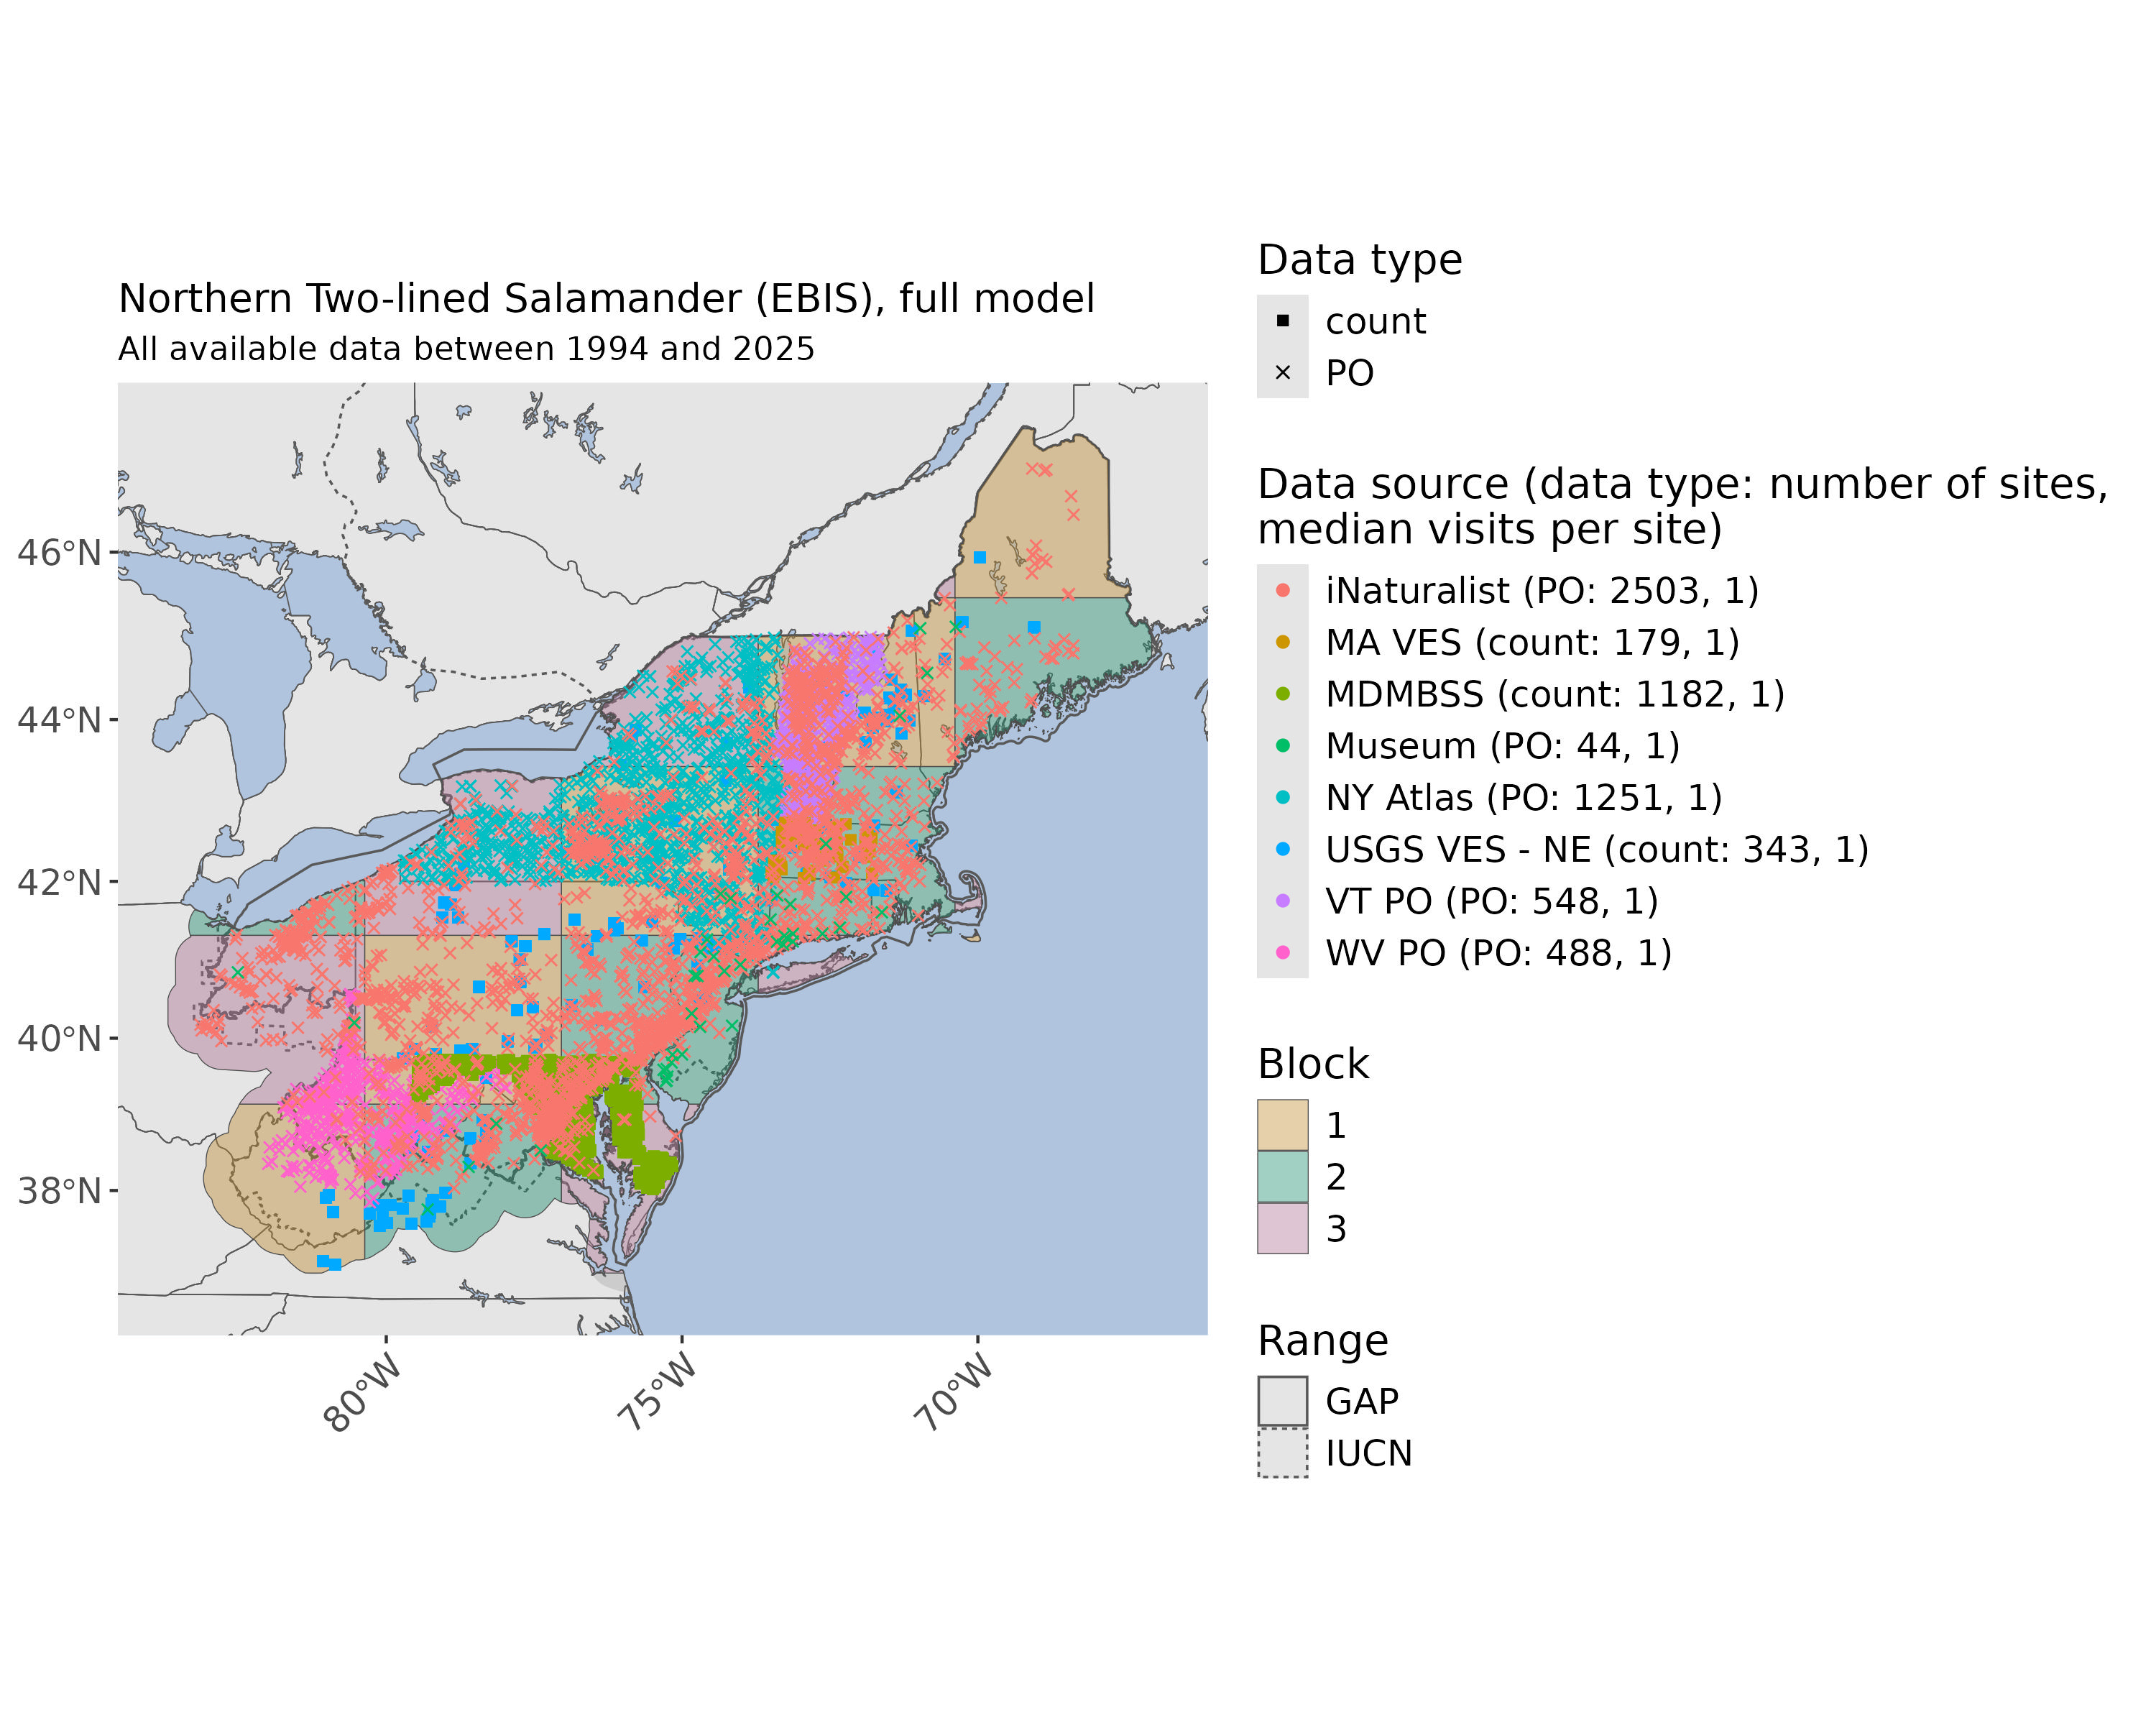 Northern Two-lined Salamander (EBIS), full model
All available data between 1994 and 2025
46°N
44°N
42°N
40°N
38°N
80°W
75°W
70°W
Data type
count
PO
Data source (data type: number of sites,
median visits per site)
iNaturalist (PO: 2503, 1)
MA VES (count: 179, 1)
MDMBSS (count: 1182, 1)
Museum (PO: 44, 1)
NY Atlas (PO: 1251, 1)
USGS VES - NE (count: 343, 1)
VT PO (PO: 548, 1)
WV PO (PO: 488, 1)
Block
1
2
3
Range
GAP
IUCN